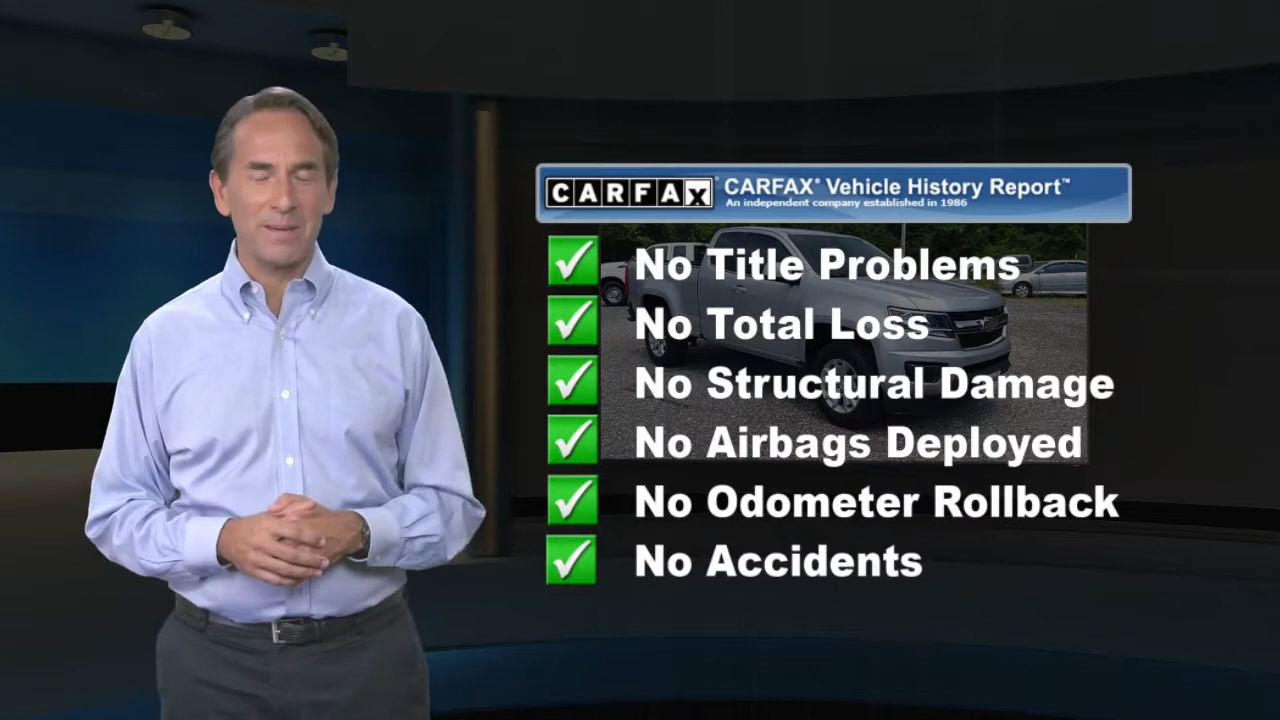 CARFAX® CARFAX® Vehicle History Report™
An independent company established in 1986
No Title Problems
No Total Loss
No Structural Damage
No Airbags Deployed
No Odometer Rollback
No Accidents